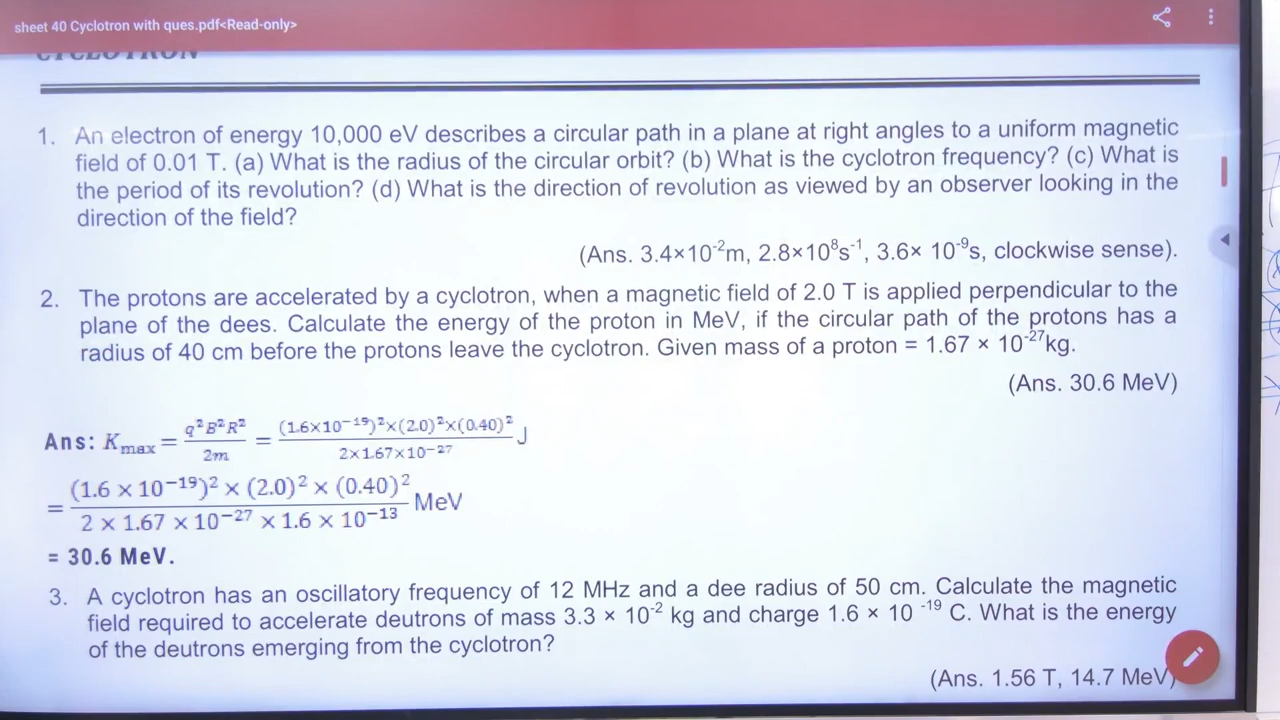 sheet 40 Cyclotron with ques.pdf<Read-only>
CYCLOTRON
1. An electron of energy 10,000 eV describes a circular path in a plane at right angles to a uniform magnetic
field of 0.01 T. (a) What is the radius of the circular orbit? (b) What is the cyclotron frequency? (c) What is
the period of its revolution? (d) What is the direction of revolution as viewed by an observer looking in the
direction of the field?
(Ans. 3.4×10⁻²m, 2.8×10⁸s⁻¹, 3.6× 10⁻⁹s, clockwise sense).
2. The protons are accelerated by a cyclotron, when a magnetic field of 2.0 T is applied perpendicular to the
plane of the dees. Calculate the energy of the proton in MeV, if the circular path of the protons has a
radius of 40 cm before the protons leave the cyclotron. Given mass of a proton = 1.67 × 10⁻²⁷kg.
(Ans. 30.6 MeV)
Ans: Kmax = q²B²R²/2m = (1.6×10⁻¹⁹)²×(2.0)²×(0.40)²/2×1.67×10⁻²⁷ J
= (1.6 × 10⁻¹⁹)² × (2.0)² × (0.40)²/2 × 1.67 × 10⁻²⁷ × 1.6 × 10⁻¹³ MeV
= 30.6 MeV.
3. A cyclotron has an oscillatory frequency of 12 MHz and a dee radius of 50 cm. Calculate the magnetic
field required to accelerate deutrons of mass 3.3 × 10⁻² kg and charge 1.6 × 10 ⁻¹⁹ C. What is the energy
of the deutrons emerging from the cyclotron?
(Ans. 1.56 T, 14.7 MeV)